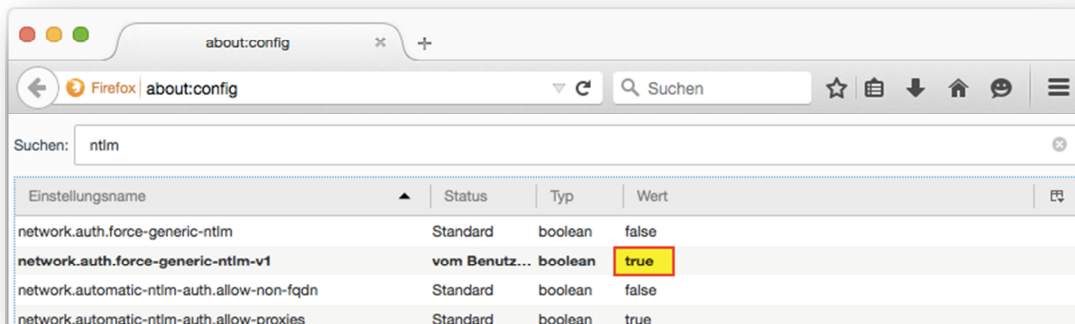 about:config
Firefox about:config Suchen
Suchen: ntlm
Einstellungsname Status Typ Wert
network.auth.force-generic-ntlm Standard boolean false
network.auth.force-generic-ntlm-v1 vom Benutz... boolean true
network.automatic-ntlm-auth.allow-non-fqdn Standard boolean false
network.automatic-ntlm-auth.allow-proxies Standard boolean true